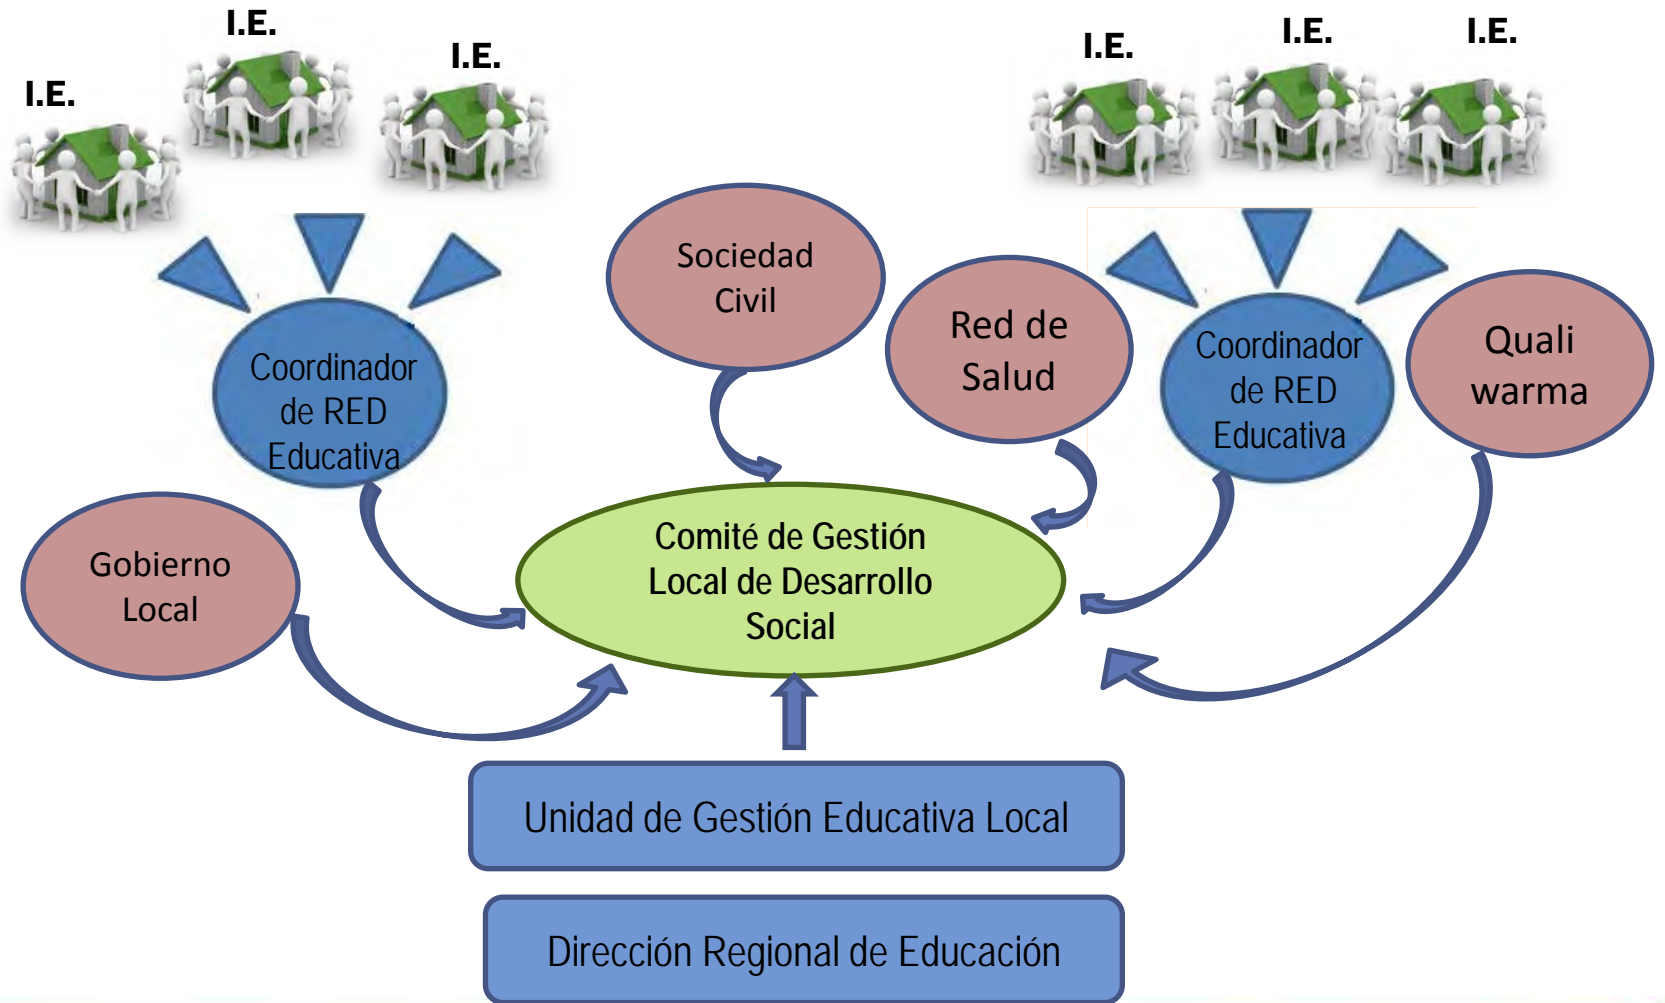 I.E.
I.E.
I.E.
I.E.
I.E.
I.E.
Sociedad
Civil
Red de
Salud
Coordinador
de RED
Educativa
Coordinador
de RED
Educativa
Quali
warma
Gobierno
Local
Comité de Gestión
Local de Desarrollo
Social
Unidad de Gestión Educativa Local
Dirección Regional de Educación